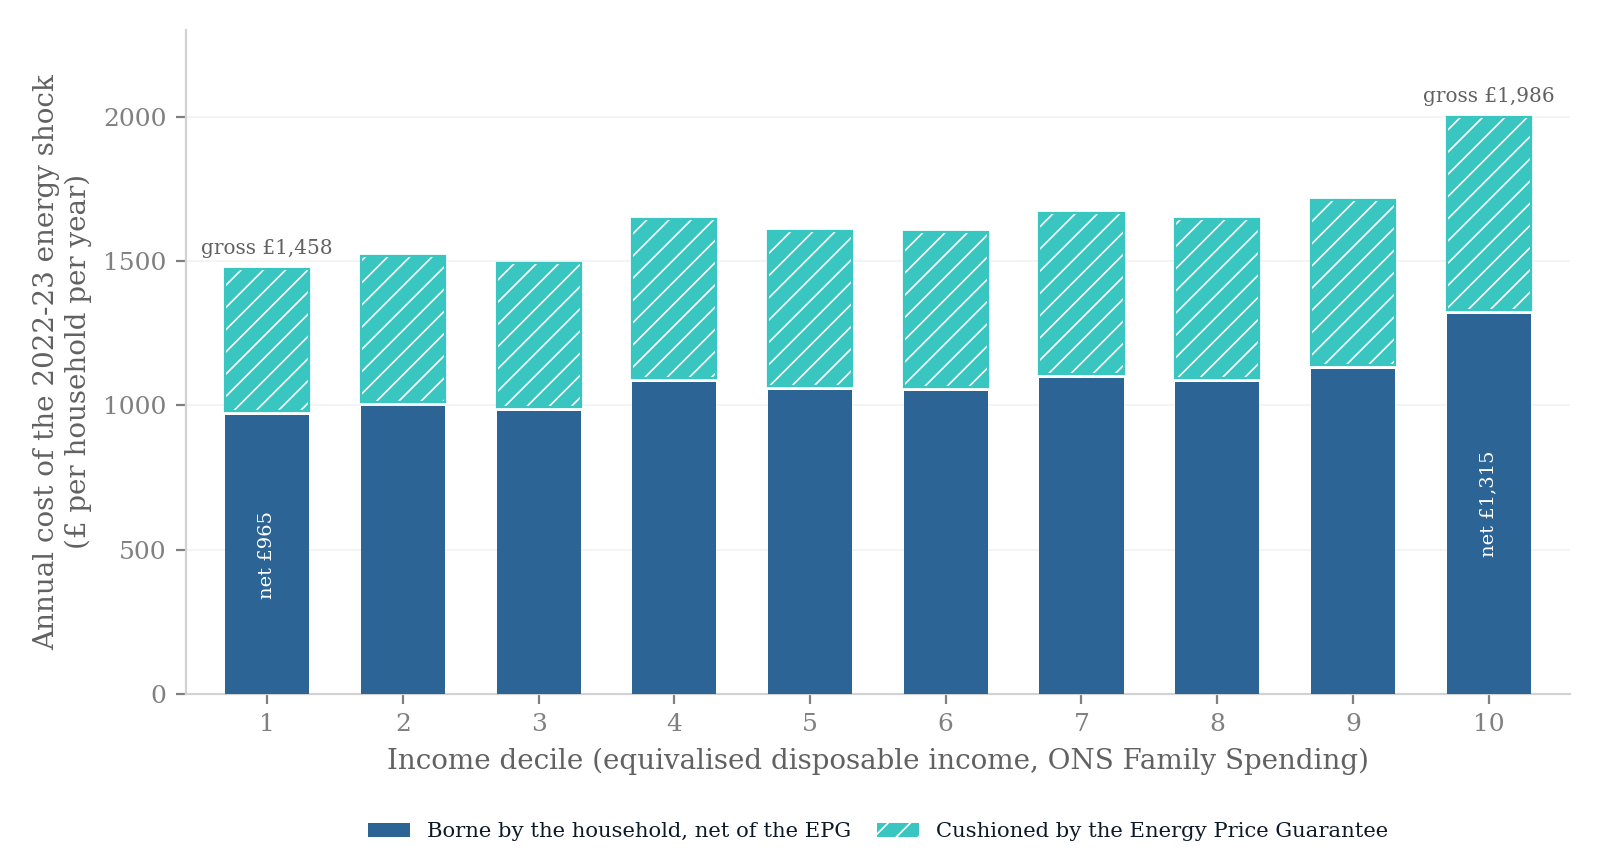 gross £1,986
2000
gross £1,458
1500
1000
500
0
net £965
net £1,315
Annual cost of the 2022-23 energy shock
(£ per household per year)
1 2 3 4 5 6 7 8 9 10
Income decile (equivalised disposable income, ONS Family Spending)
Borne by the household, net of the EPG
Cushioned by the Energy Price Guarantee